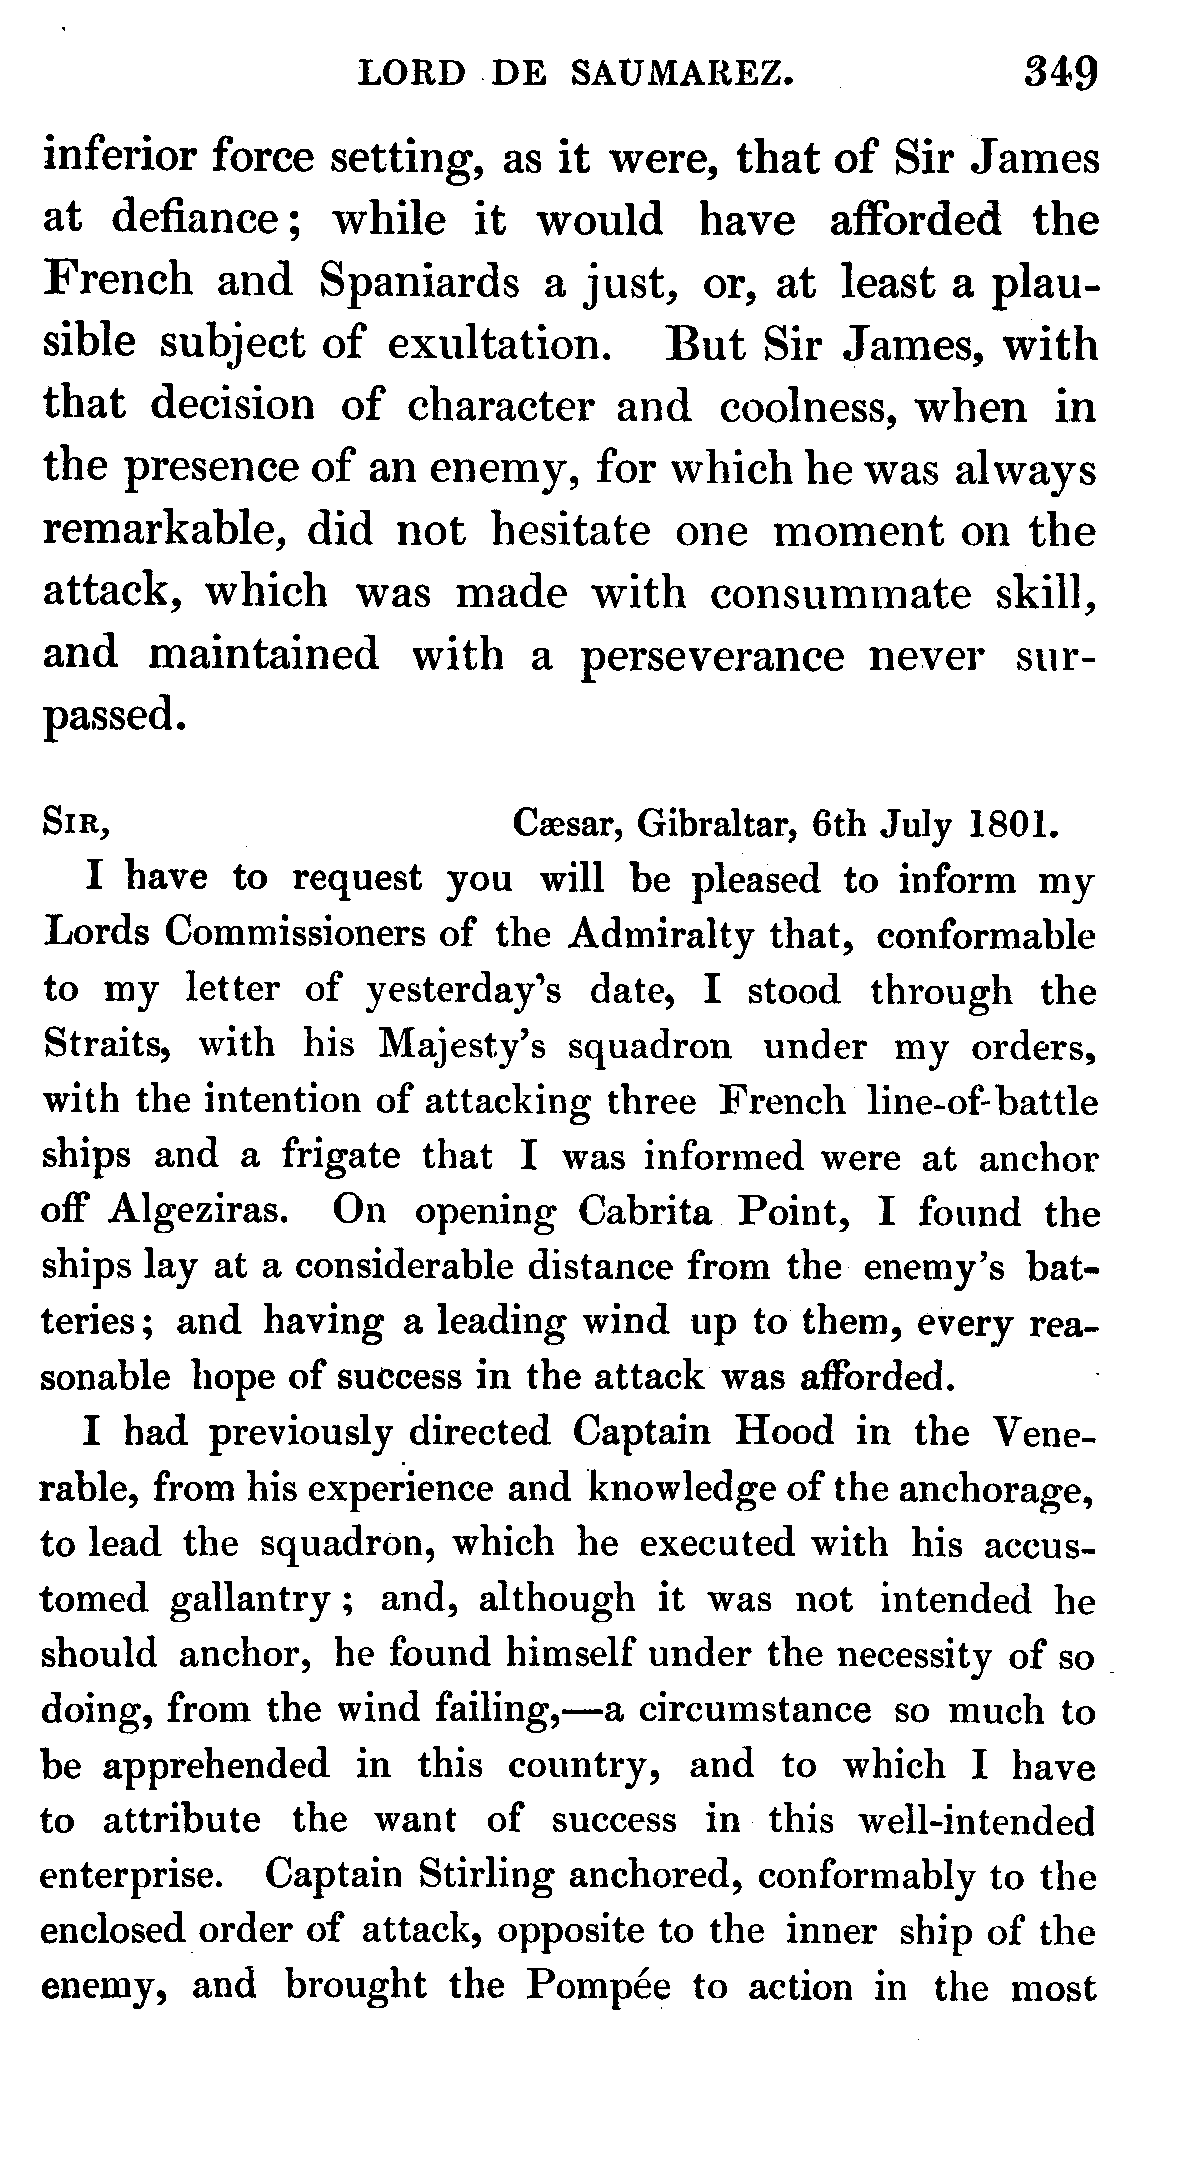 LORD DE SAUMAREZ. 349
inferior force setting, as it were, that of Sir James
at defiance; while it would have afforded the
French and Spaniards a just, or, at least a plau-
sible subject of exultation. But Sir James, with
that decision of character and coolness, when in
the presence of an enemy, for which he was always
remarkable, did not hesitate one moment on the
attack, which was made with consummate skill,
and maintained with a perseverance never sur-
passed.
SIR, Cæsar, Gibraltar, 6th July 1801.
I have to request you will be pleased to inform my
Lords Commissioners of the Admiralty that, conformable
to my letter of yesterday's date, I stood through the
Straits, with his Majesty's squadron under my orders,
with the intention of attacking three French line-of-battle
ships and a frigate that I was informed were at anchor
off Algeziras. On opening Cabrita Point, I found the
ships lay at a considerable distance from the enemy's bat-
teries; and having a leading wind up to them, every rea-
sonable hope of success in the attack was afforded.
I had previously directed Captain Hood in the Vene-
rable, from his experience and knowledge of the anchorage,
to lead the squadron, which he executed with his accus-
tomed gallantry; and, although it was not intended he
should anchor, he found himself under the necessity of so
doing, from the wind failing,—a circumstance so much to
be apprehended in this country, and to which I have
to attribute the want of success in this well-intended
enterprise. Captain Stirling anchored, conformably to the
enclosed order of attack, opposite to the inner ship of the
enemy, and brought the Pompée to action in the most